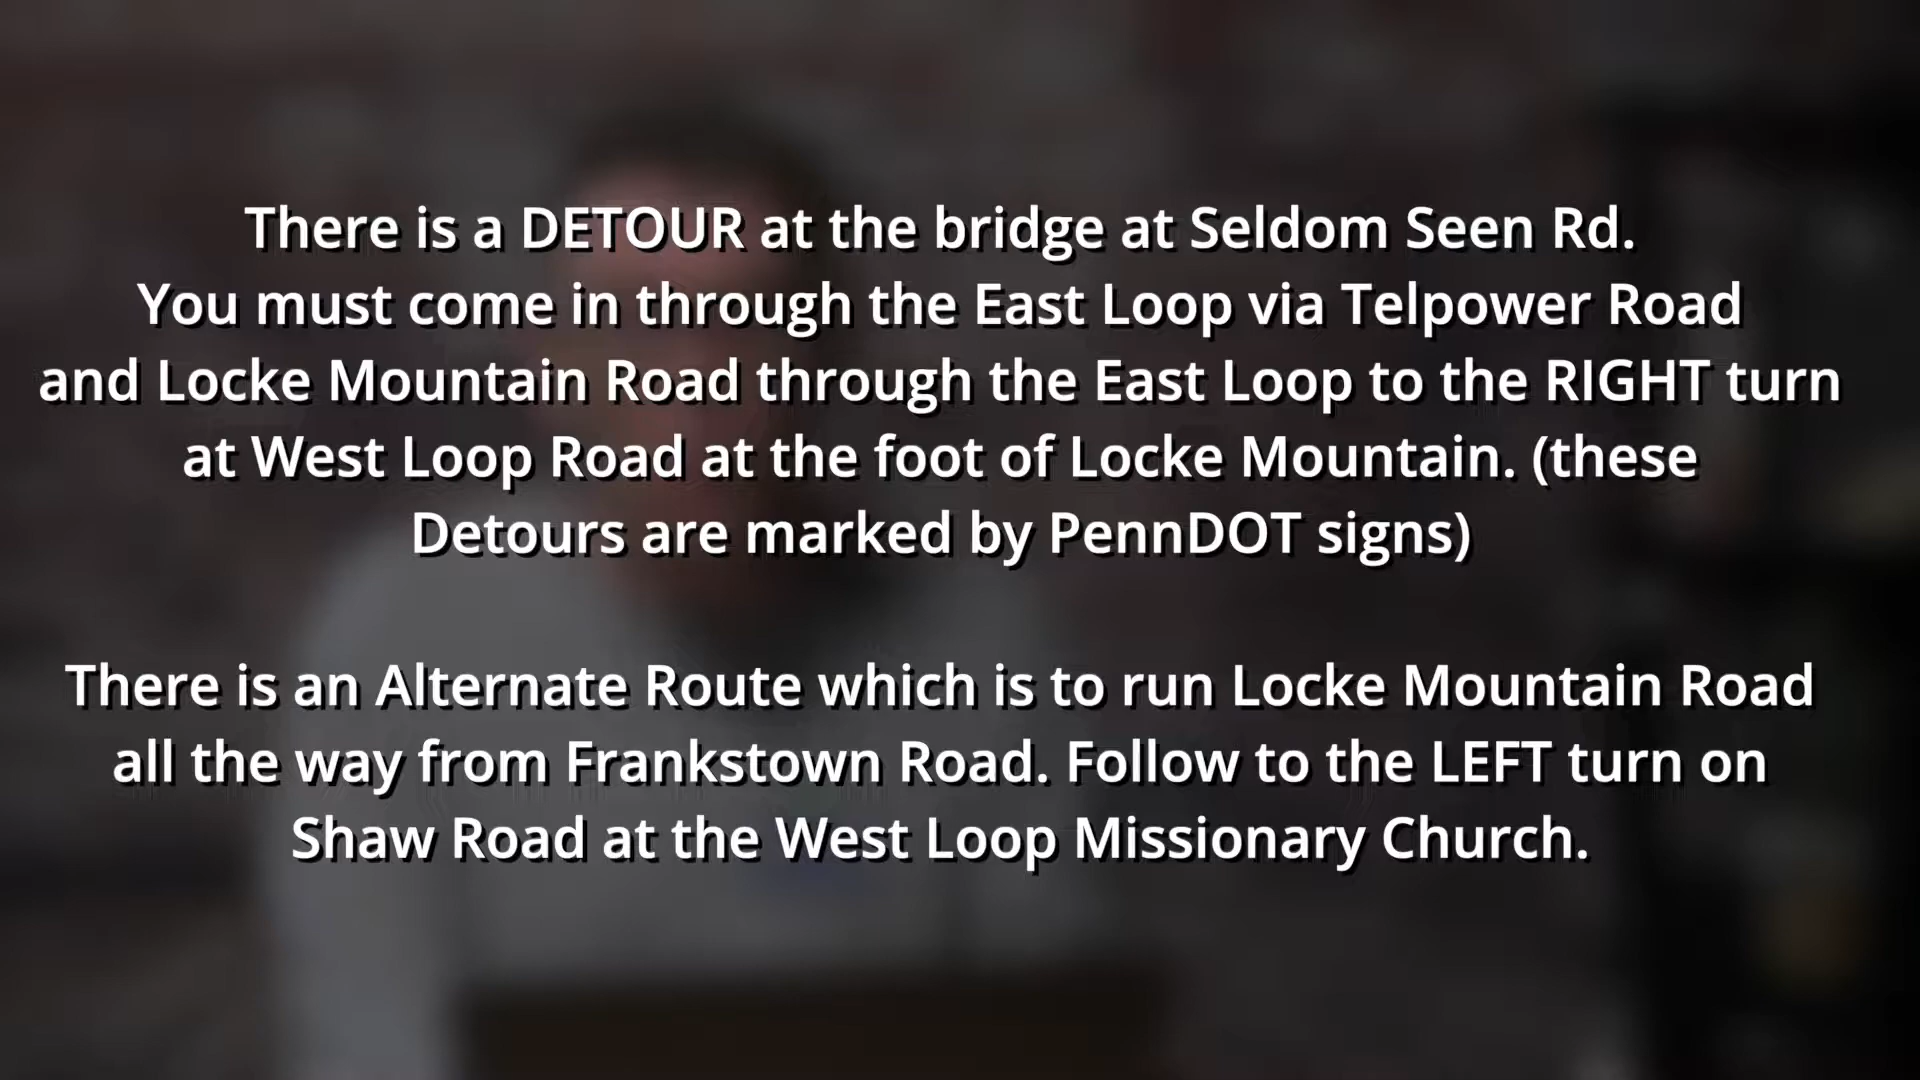 There is a DETOUR at the bridge at Seldom Seen Rd.
You must come in through the East Loop via Telpower Road
and Locke Mountain Road through the East Loop to the RIGHT turn
at West Loop Road at the foot of Locke Mountain. (these
Detours are marked by PennDOT signs)
There is an Alternate Route which is to run Locke Mountain Road
all the way from Frankstown Road. Follow to the LEFT turn on
Shaw Road at the West Loop Missionary Church.